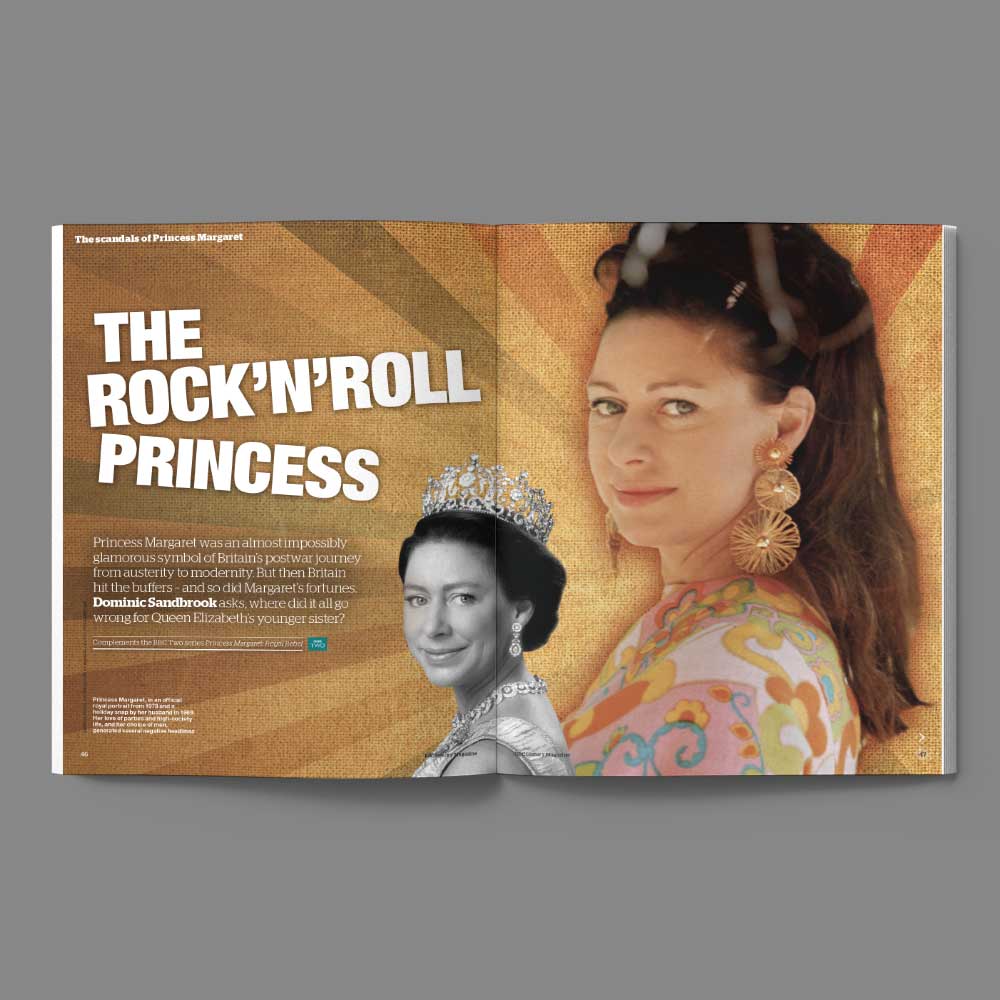 The scandals of Princess Margaret
THE
ROCK'N'ROLL
PRINCESS
Princess Margaret was an almost impossibly
glamorous symbol of Britain's postwar journey
from austerity to modernity. But then Britain
hit the buffers – and so did Margaret's fortunes.
Dominic Sandbrook asks, where did it all go
wrong for Queen Elizabeth's younger sister?
Complements the BBC Two series Princess Margaret: Royal Rebel
TWO
Princess Margaret, in an official
royal portrait from 1973 and a
holiday snap by her husband in 1969.
Her love of parties and high-society
life, and her choice of men,
generated several negative headlines
46
Magazine
BBC History Magazine
47